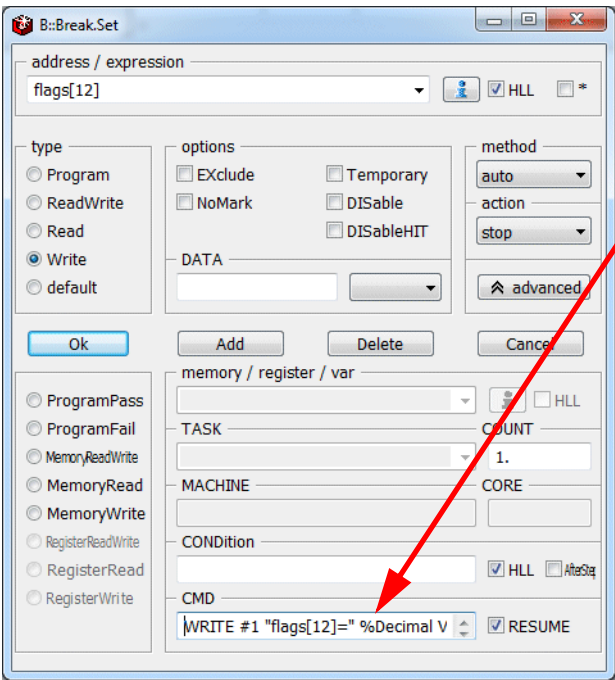 B::Break.Set
address / expression
flags[12]
i HLL *
type
Program
ReadWrite
Read
Write
default
options
EXclude Temporary
NoMark DISable
DISableHIT
DATA
method
auto
action
stop
advanced
Ok Add Delete Cancel
ProgramPass
ProgramFail
MemoryReadWrite
MemoryRead
MemoryWrite
RegisterReadWrite
RegisterRead
RegisterWrite
memory / register / var
i HLL
TASK COUNT
1.
MACHINE CORE
CONDition
HLL AfterStep
CMD
WRITE #1 "flags[12]=" %Decimal V RESUME